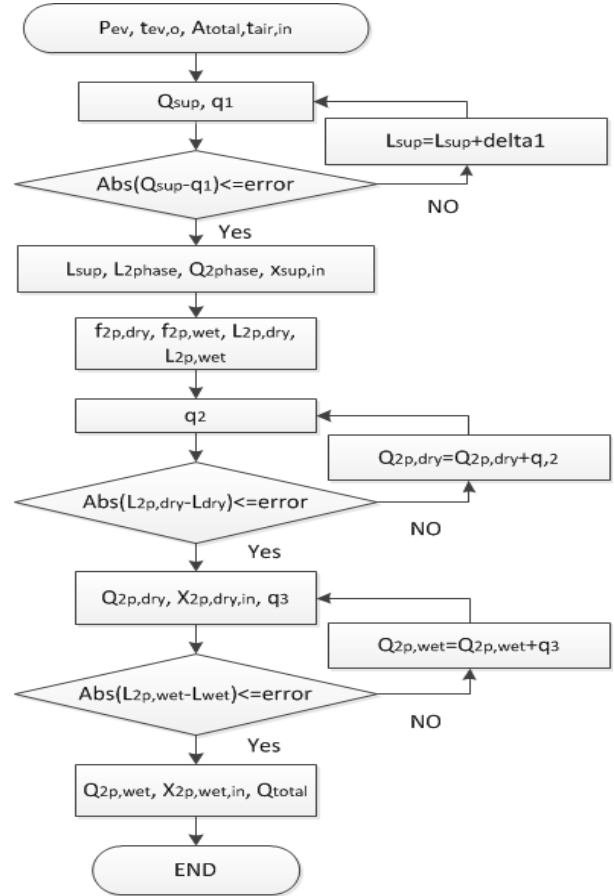 Pev, tev,o, Atotal,tair,in
Qsup, q1
Lsup=Lsup+delta1
Abs(Qsup-q1)<=error
NO
Yes
Lsup, L2phase, Q2phase, xsup,in
f2p,dry, f2p,wet, L2p,dry,
L2p,wet
q2
Q2p,dry=Q2p,dry+q,2
Abs(L2p,dry-Ldry)<=error
NO
Yes
Q2p,dry, X2p,dry,in, q3
Q2p,wet=Q2p,wet+q3
Abs(L2p,wet-Lwet)<=error
NO
Yes
Q2p,wet, X2p,wet,in, Qtotal
END